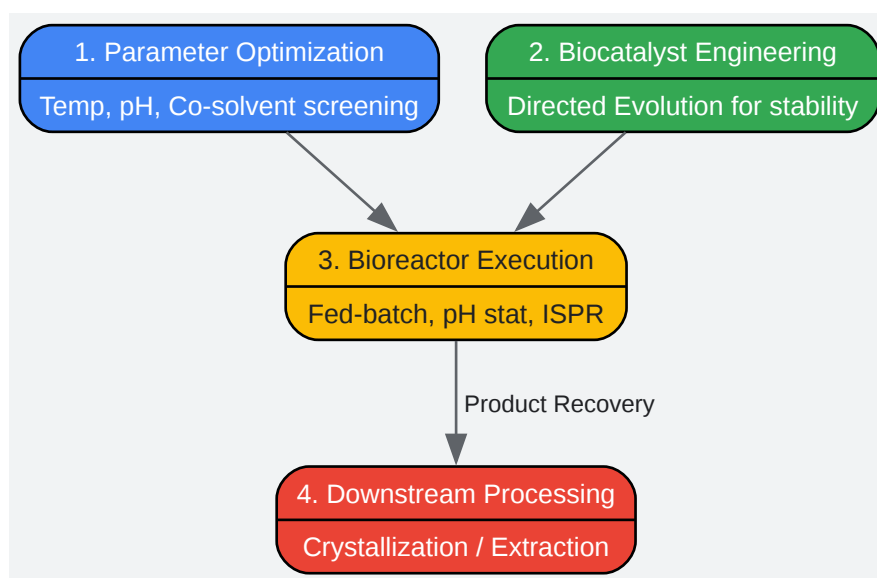 1. Parameter Optimization
Temp, pH, Co-solvent screening
2. Biocatalyst Engineering
Directed Evolution for stability
3. Bioreactor Execution
Fed-batch, pH stat, ISPR
Product Recovery
4. Downstream Processing
Crystallization / Extraction